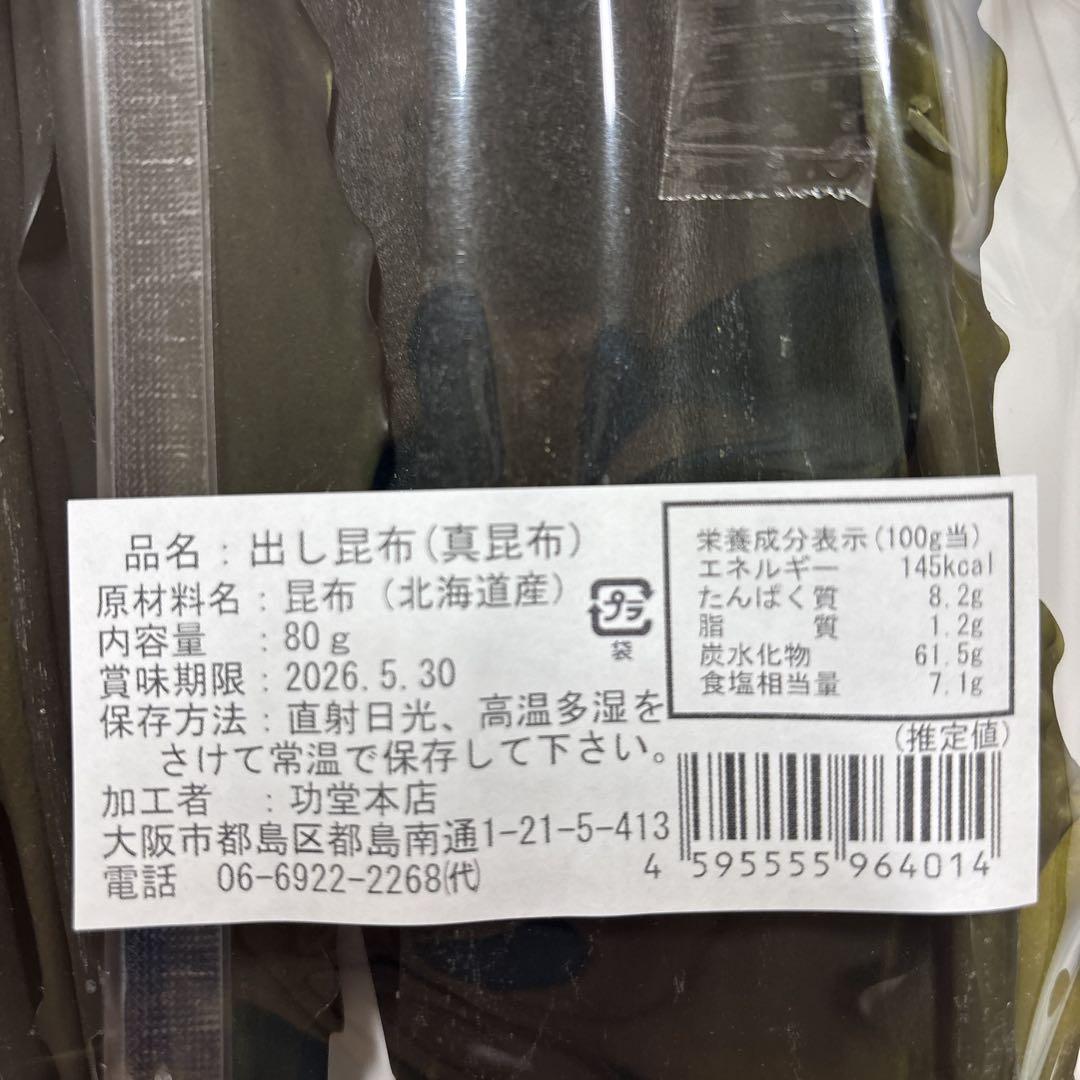 品名：出し昆布(真昆布)
原材料名：昆布（北海道産）
内容量：80ｇ
賞味期限：2026.5.30
保存方法：直射日光、高温多湿を
さけて常温で保存して下さい。
加工者：功堂本店
大阪市都島区都島南通1-21-5-413
電話 06-6922-2268㈹
プラ
袋
栄養成分表示(100g当)
エネルギー 145kcal
たんぱく質 8.2g
脂質 1.2g
炭水化物 61.5g
食塩相当量 7.1g
(推定値)
4 595555 964014